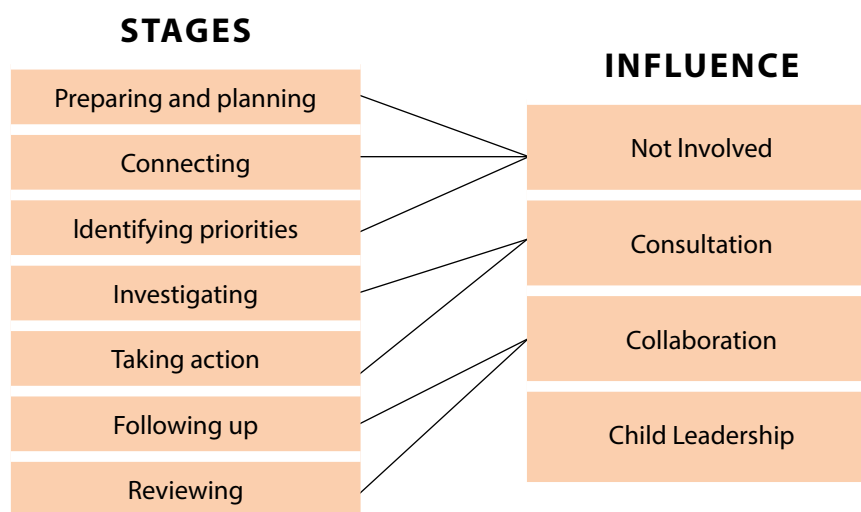 STAGES
Preparing and planning
Connecting
Identifying priorities
Investigating
Taking action
Following up
Reviewing
INFLUENCE
Not Involved
Consultation
Collaboration
Child Leadership